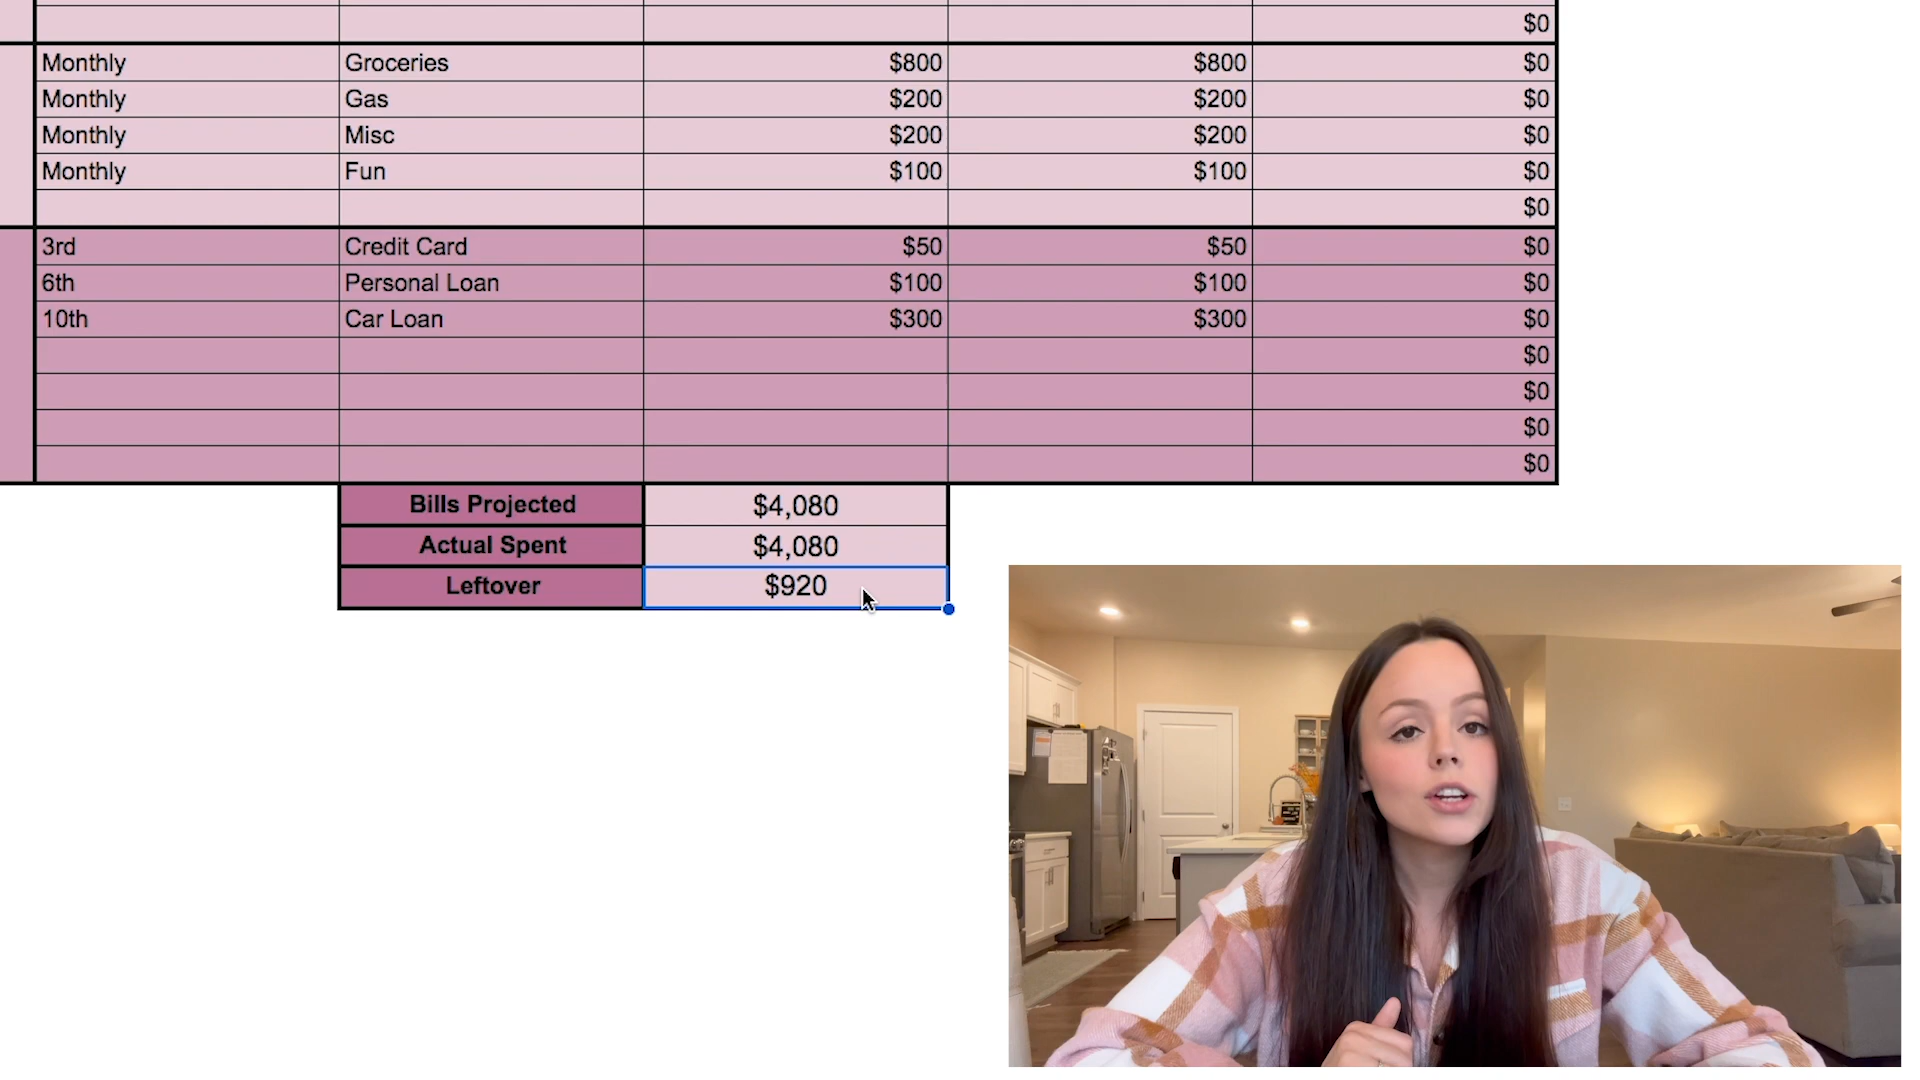 $0
Monthly Groceries $800 $800 $0
Monthly Gas $200 $200 $0
Monthly Misc $200 $200 $0
Monthly Fun $100 $100 $0
$0
3rd Credit Card $50 $50 $0
6th Personal Loan $100 $100 $0
10th Car Loan $300 $300 $0
$0
$0
$0
$0
Bills Projected $4,080
Actual Spent $4,080
Leftover $920